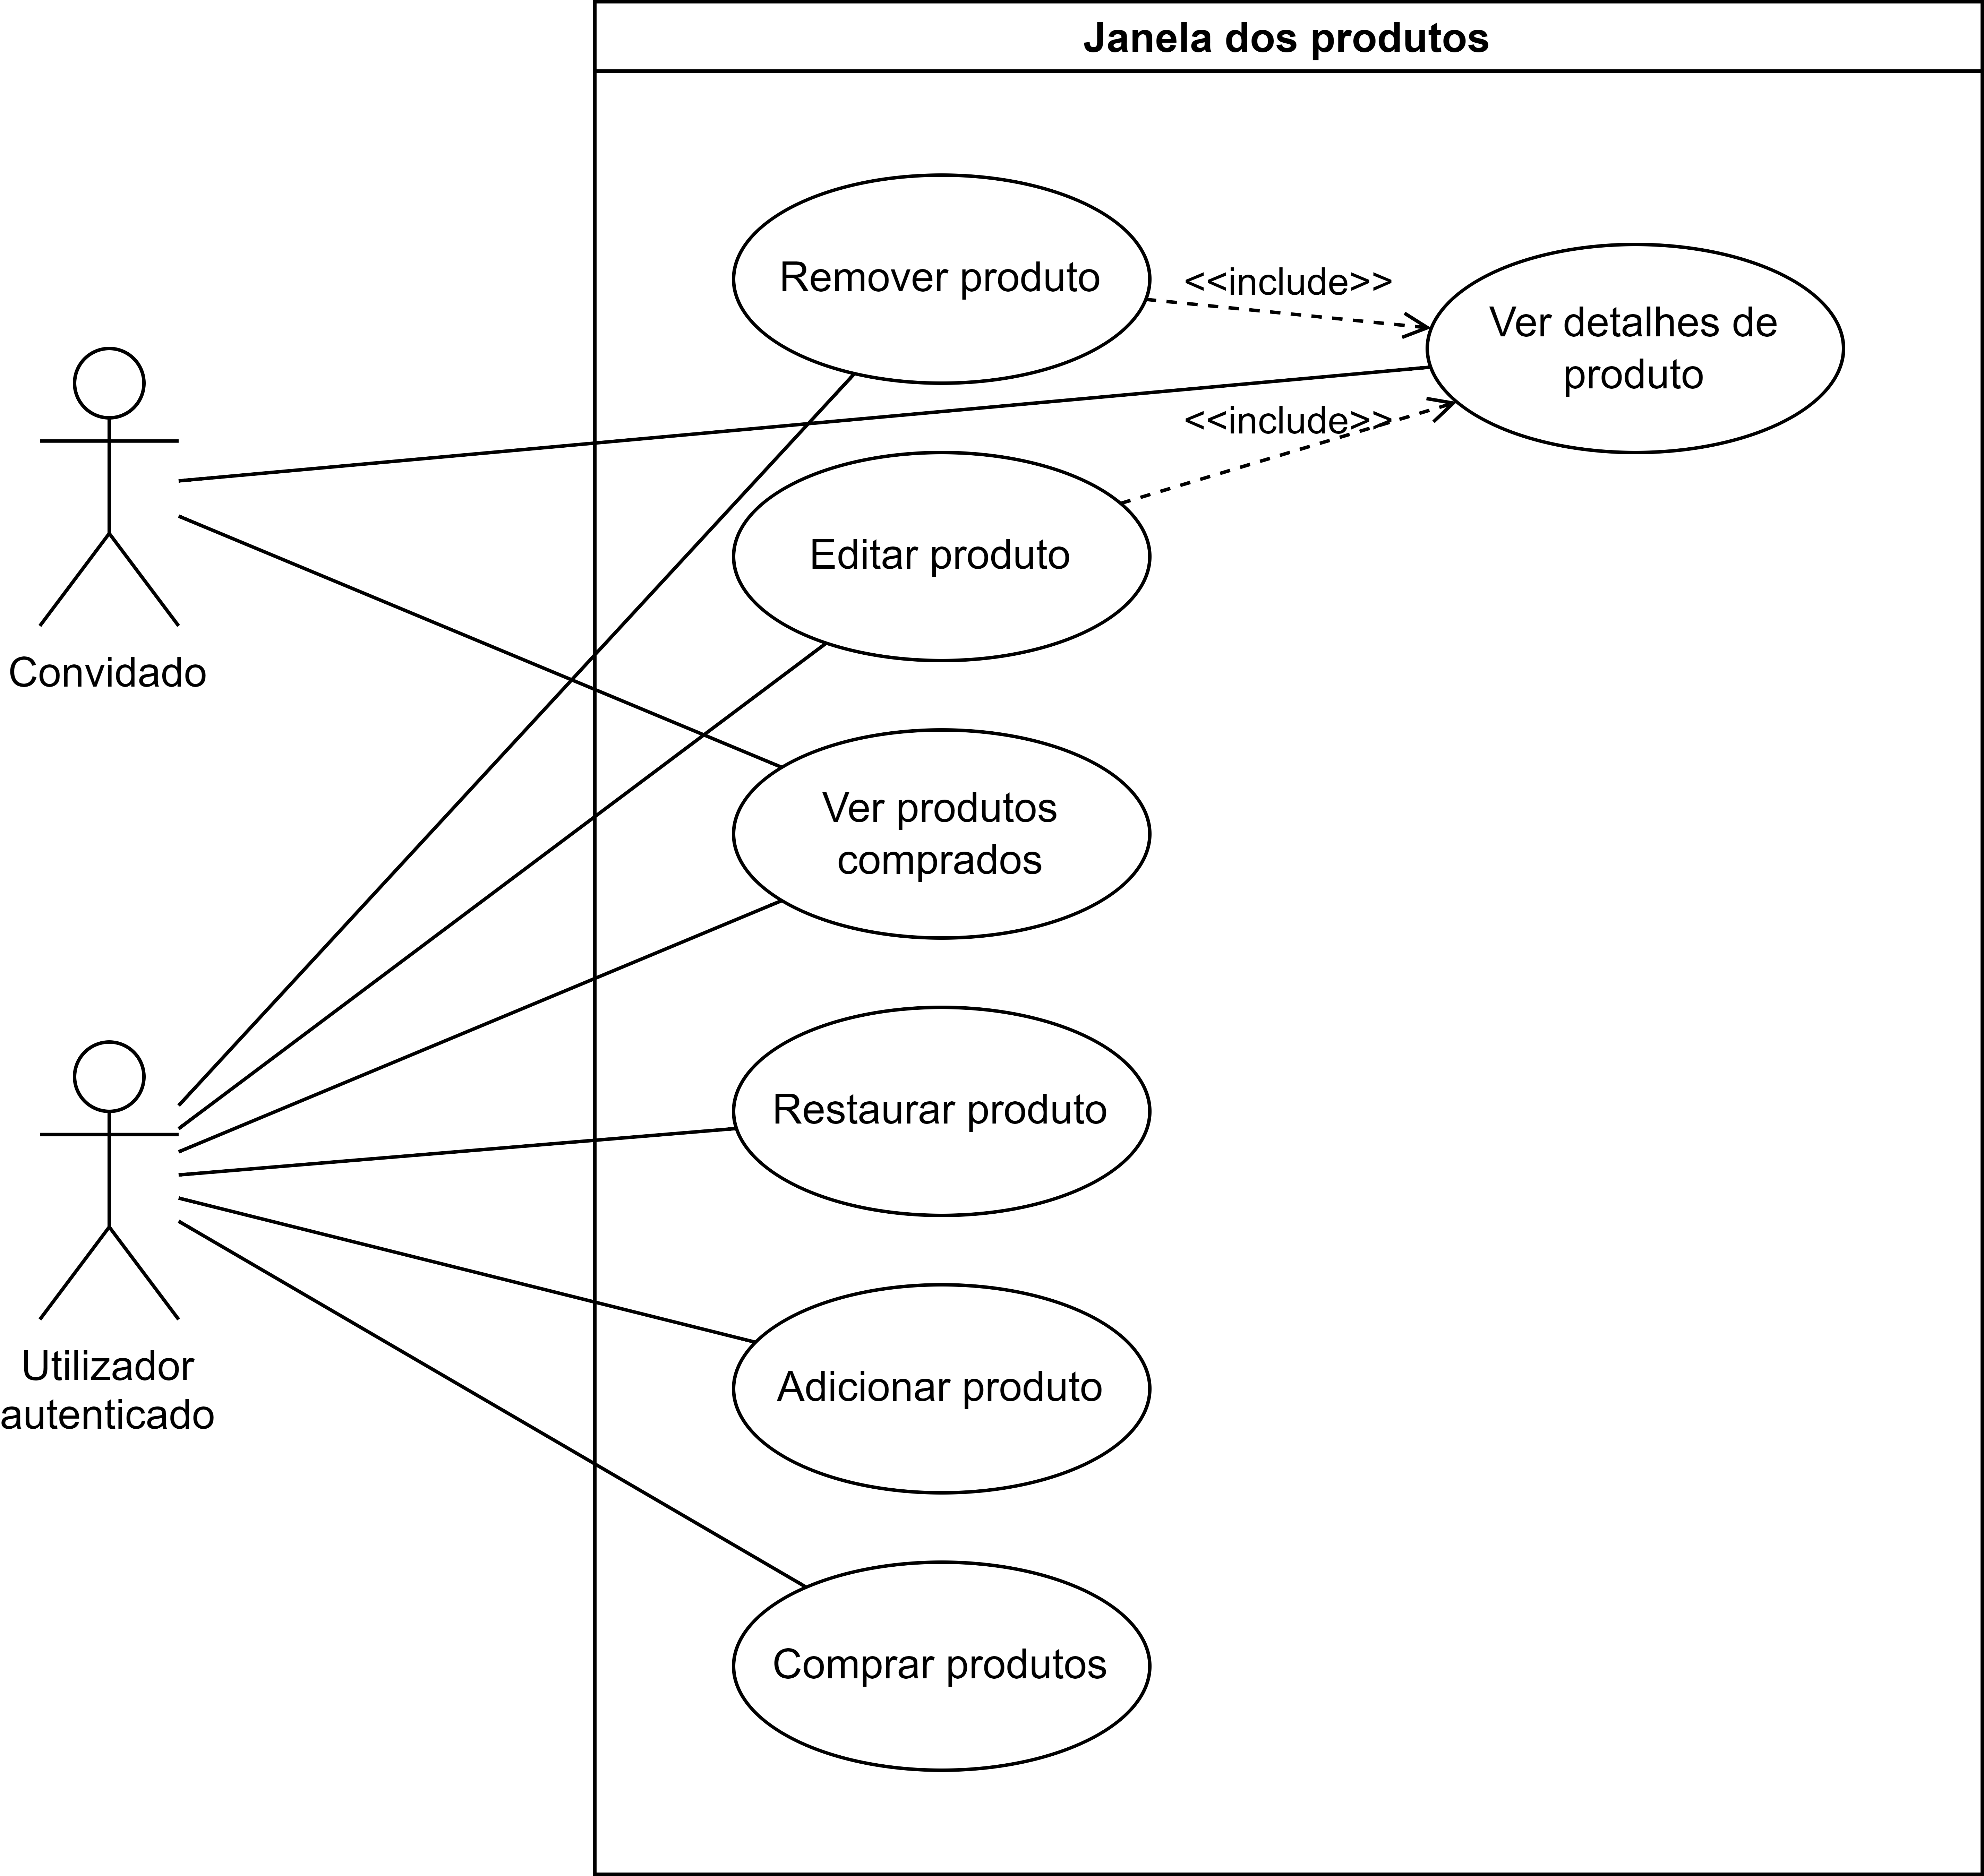 Janela dos produtos
Remover produto
<<include>>
Ver detalhes de
produto
<<include>>
Editar produto
Convidado
Ver produtos
comprados
Restaurar produto
Utilizador
autenticado
Adicionar produto
Comprar produtos